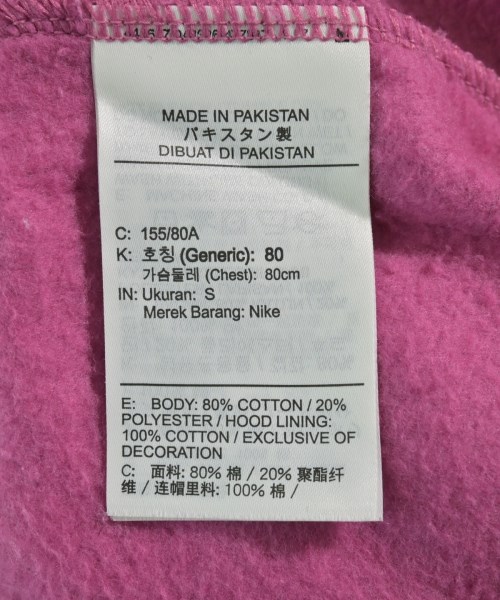 MADE IN PAKISTAN
パキスタン製
DIBUAT DI PAKISTAN
C: 155/80A
K: 호칭 (Generic): 80
가슴둘레 (Chest): 80cm
IN: Ukuran: S
Merek Barang: Nike
E: BODY: 80% COTTON / 20%
POLYESTER / HOOD LINING:
100% COTTON / EXCLUSIVE OF
DECORATION
C: 面料: 80% 棉 / 20% 聚酯纤
维 / 连帽里料: 100% 棉 /